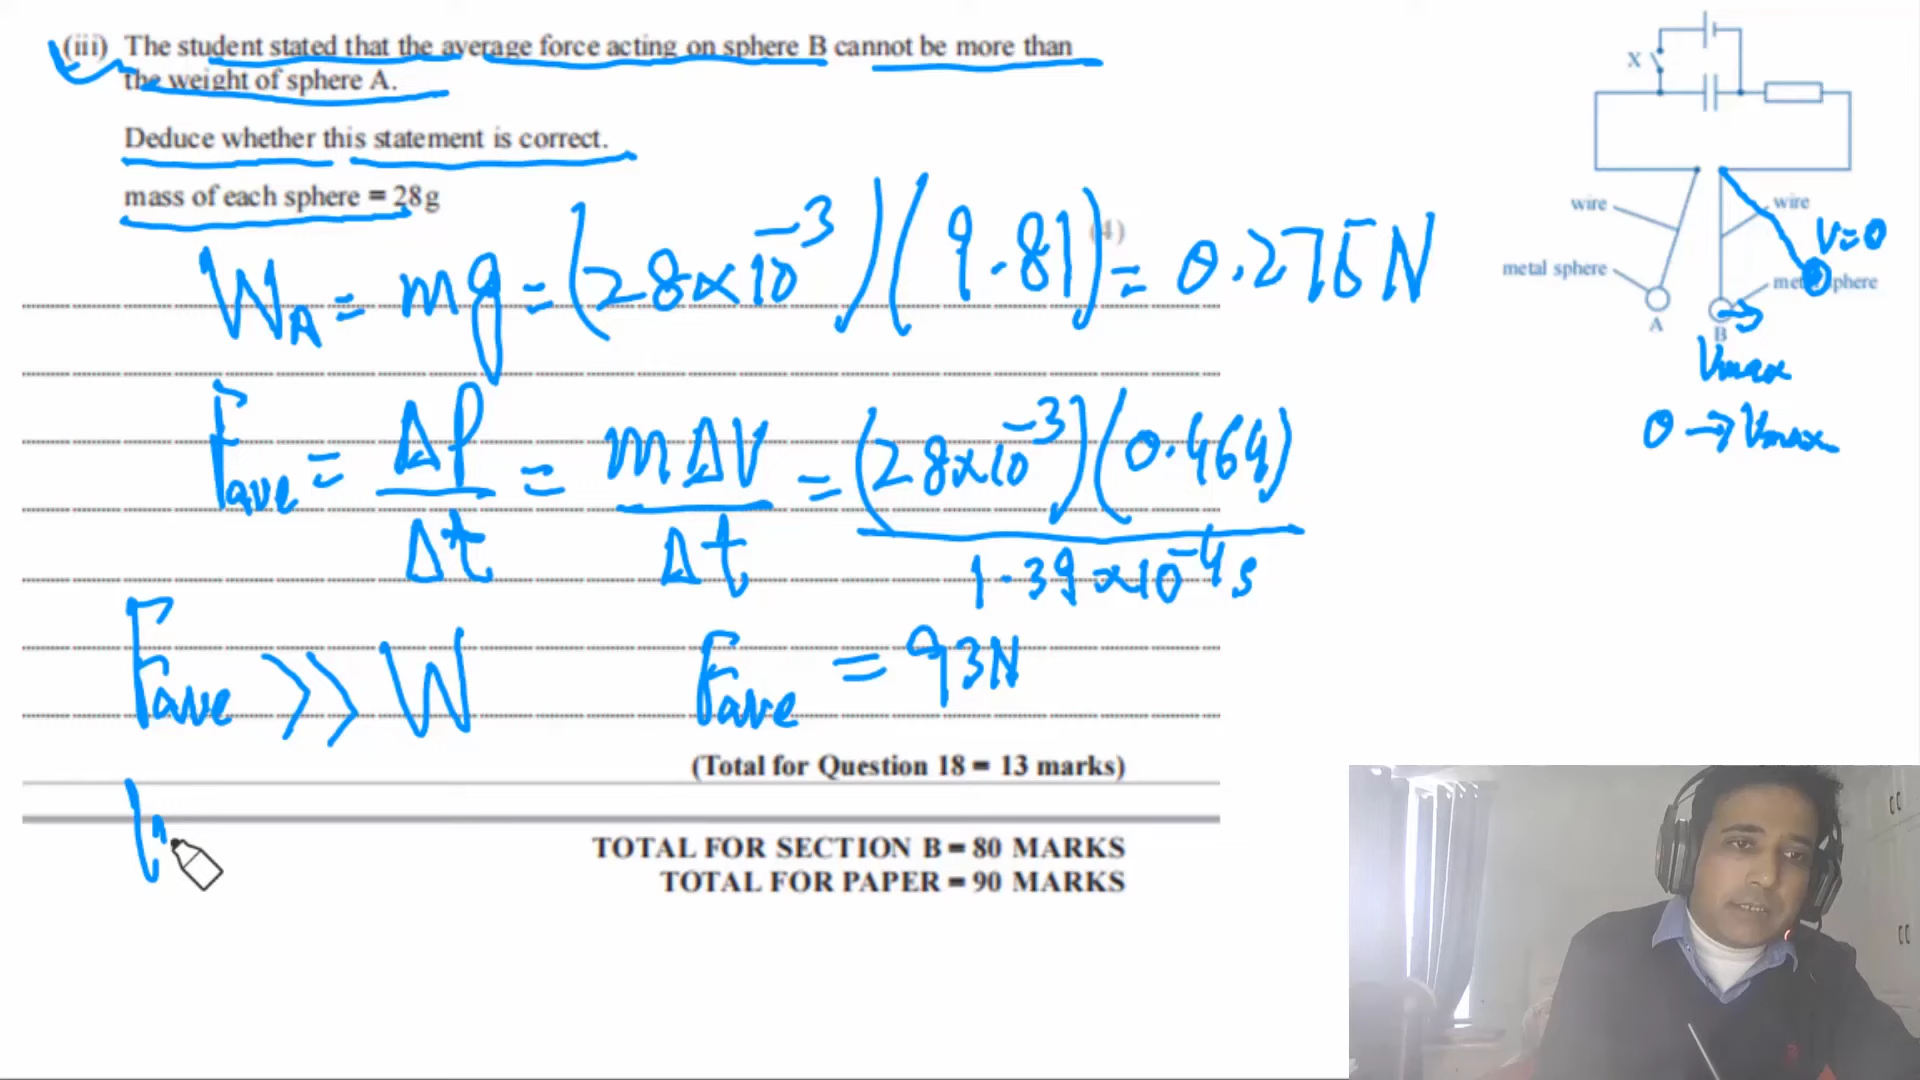 (iii) The student stated that the average force acting on sphere B cannot be more than
the weight of sphere A.
Deduce whether this statement is correct.
mass of each sphere = 28g
(4)
W_A = mg = (28×10^-3)(9.81) = 0.275N
F_ave = ΔP/Δt = mΔV/Δt = (28×10^-3)(0.464)/1.39×10^-4 s
F_ave >> W
F_ave = 93N
(Total for Question 18 = 13 marks)
TOTAL FOR SECTION B = 80 MARKS
TOTAL FOR PAPER = 90 MARKS
X
wire
wire
V=0
metal sphere
A
B
Vmax
0 → Vmax